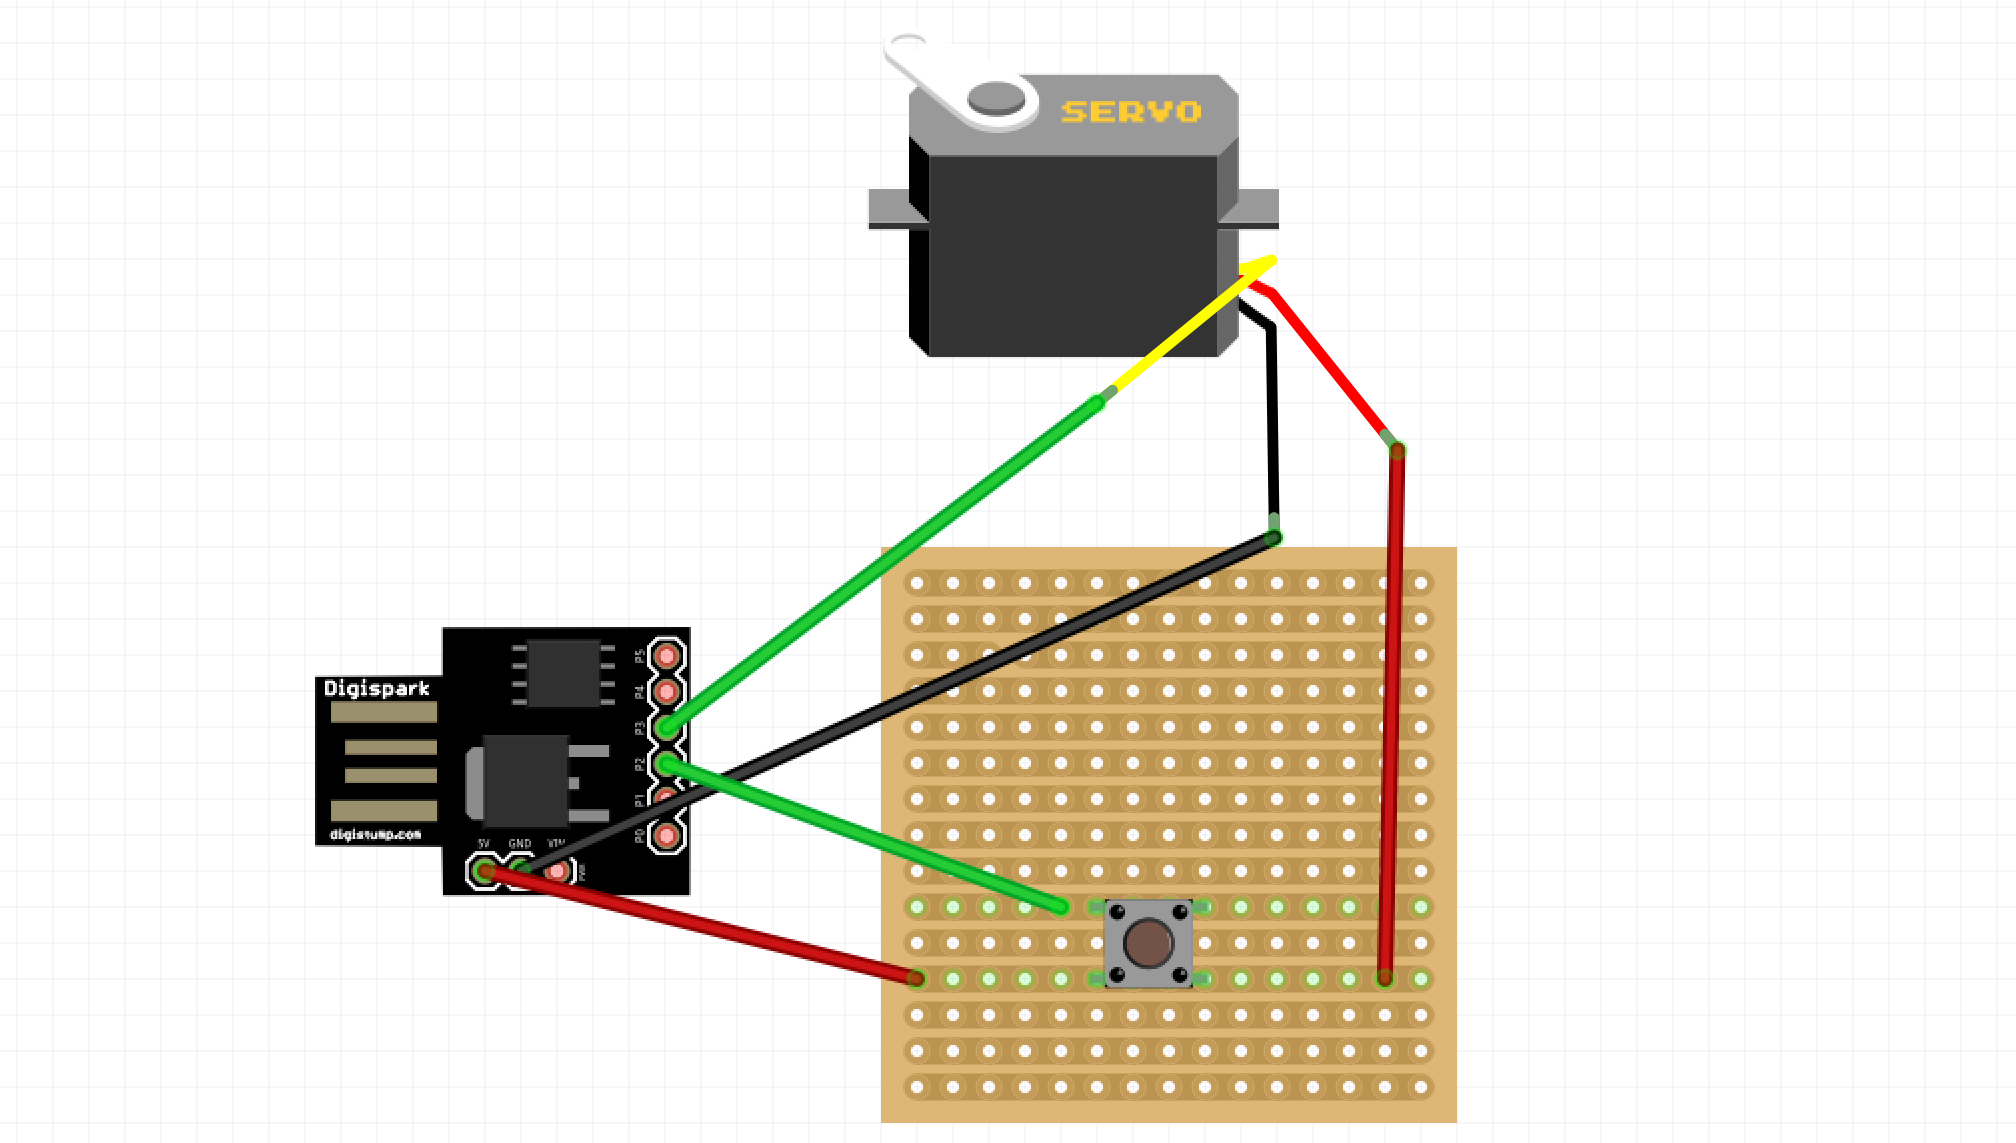 SERVO
Digispark
P5
P4
P3
P2
P1
P0
5V GND VIN
digistump.com